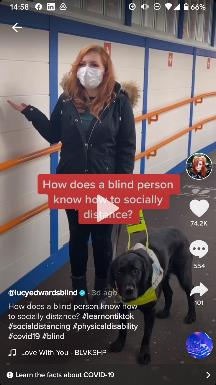 14:58
66%
How does a blind person
know how to socially
distance?
74.2K
554
101
@lucyedwardsblind • 3d ago
How does a blind person know how
to socially distance? #learnontiktok
#socialdistancing #physicaldisability
#covid19 #blind
Love With You - BLVKSHP
Learn the facts about COVID-19